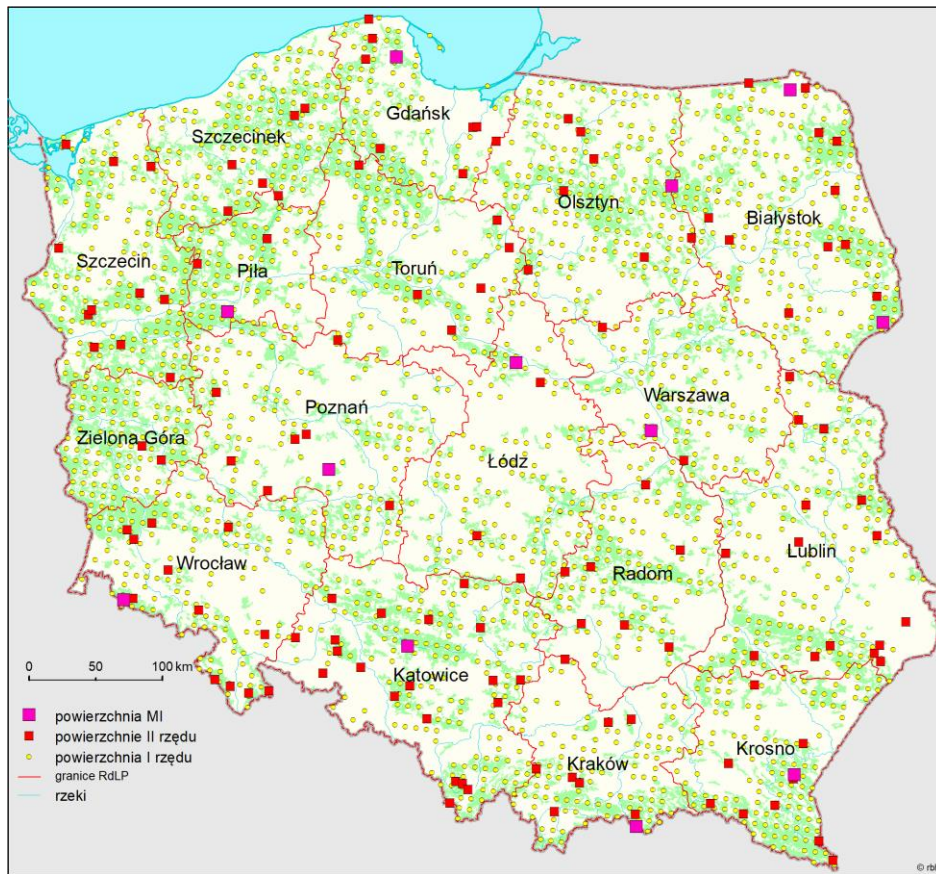 Gdańsk
Szczecinek
Olsztyn
Białystok
Szczecin
Piła
Toruń
Warszawa
Poznań
Zielona Góra
Łódź
Lublin
Wrocław
Radom
Katowice
Kraków
Krosno
0 50 100 km
powierzchnia MI
powierzchnie II rzędu
powierzchnie I rzędu
granice RdLP
rzeki